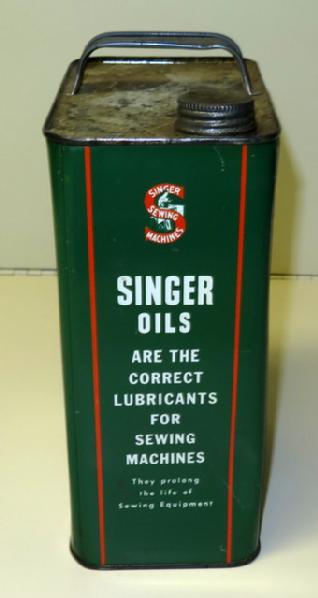 SINGER
SEWING
MACHINES
SINGER
OILS
ARE THE
CORRECT
LUBRICANTS
FOR
SEWING
MACHINES
They prolong
the life of
Sewing Equipment